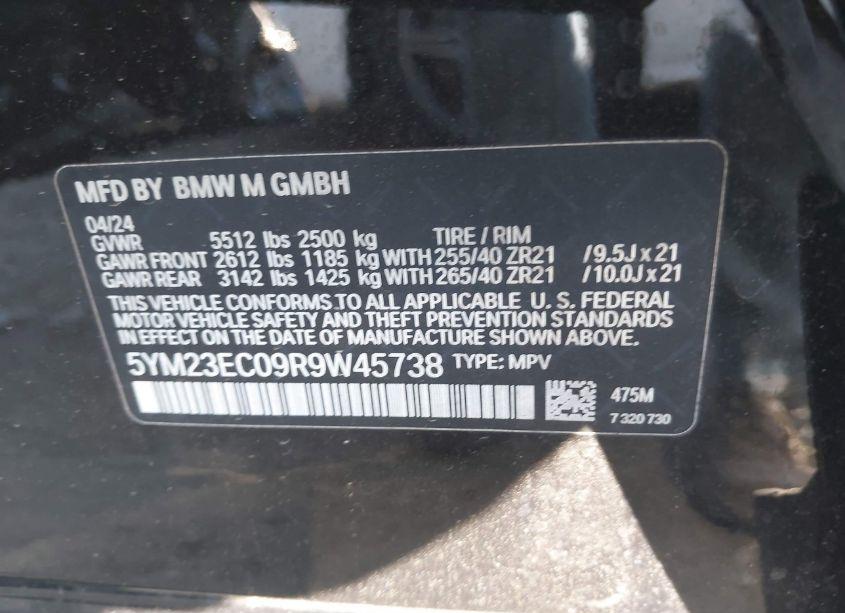 MFD BY BMW M GMBH
04/24
GVWR 5512 lbs 2500 kg TIRE / RIM
GAWR FRONT 2612 lbs 1185 kg WITH 255/40 ZR21 / 9.5J x 21
GAWR REAR 3142 lbs 1425 kg WITH 265/40 ZR21 / 10.0J x 21
THIS VEHICLE CONFORMS TO ALL APPLICABLE U. S. FEDERAL
MOTOR VEHICLE SAFETY AND THEFT PREVENTION STANDARDS
IN EFFECT ON THE DATE OF MANUFACTURE SHOWN ABOVE.
5YM23EC09R9W45738 TYPE: MPV
475M
7 320 730